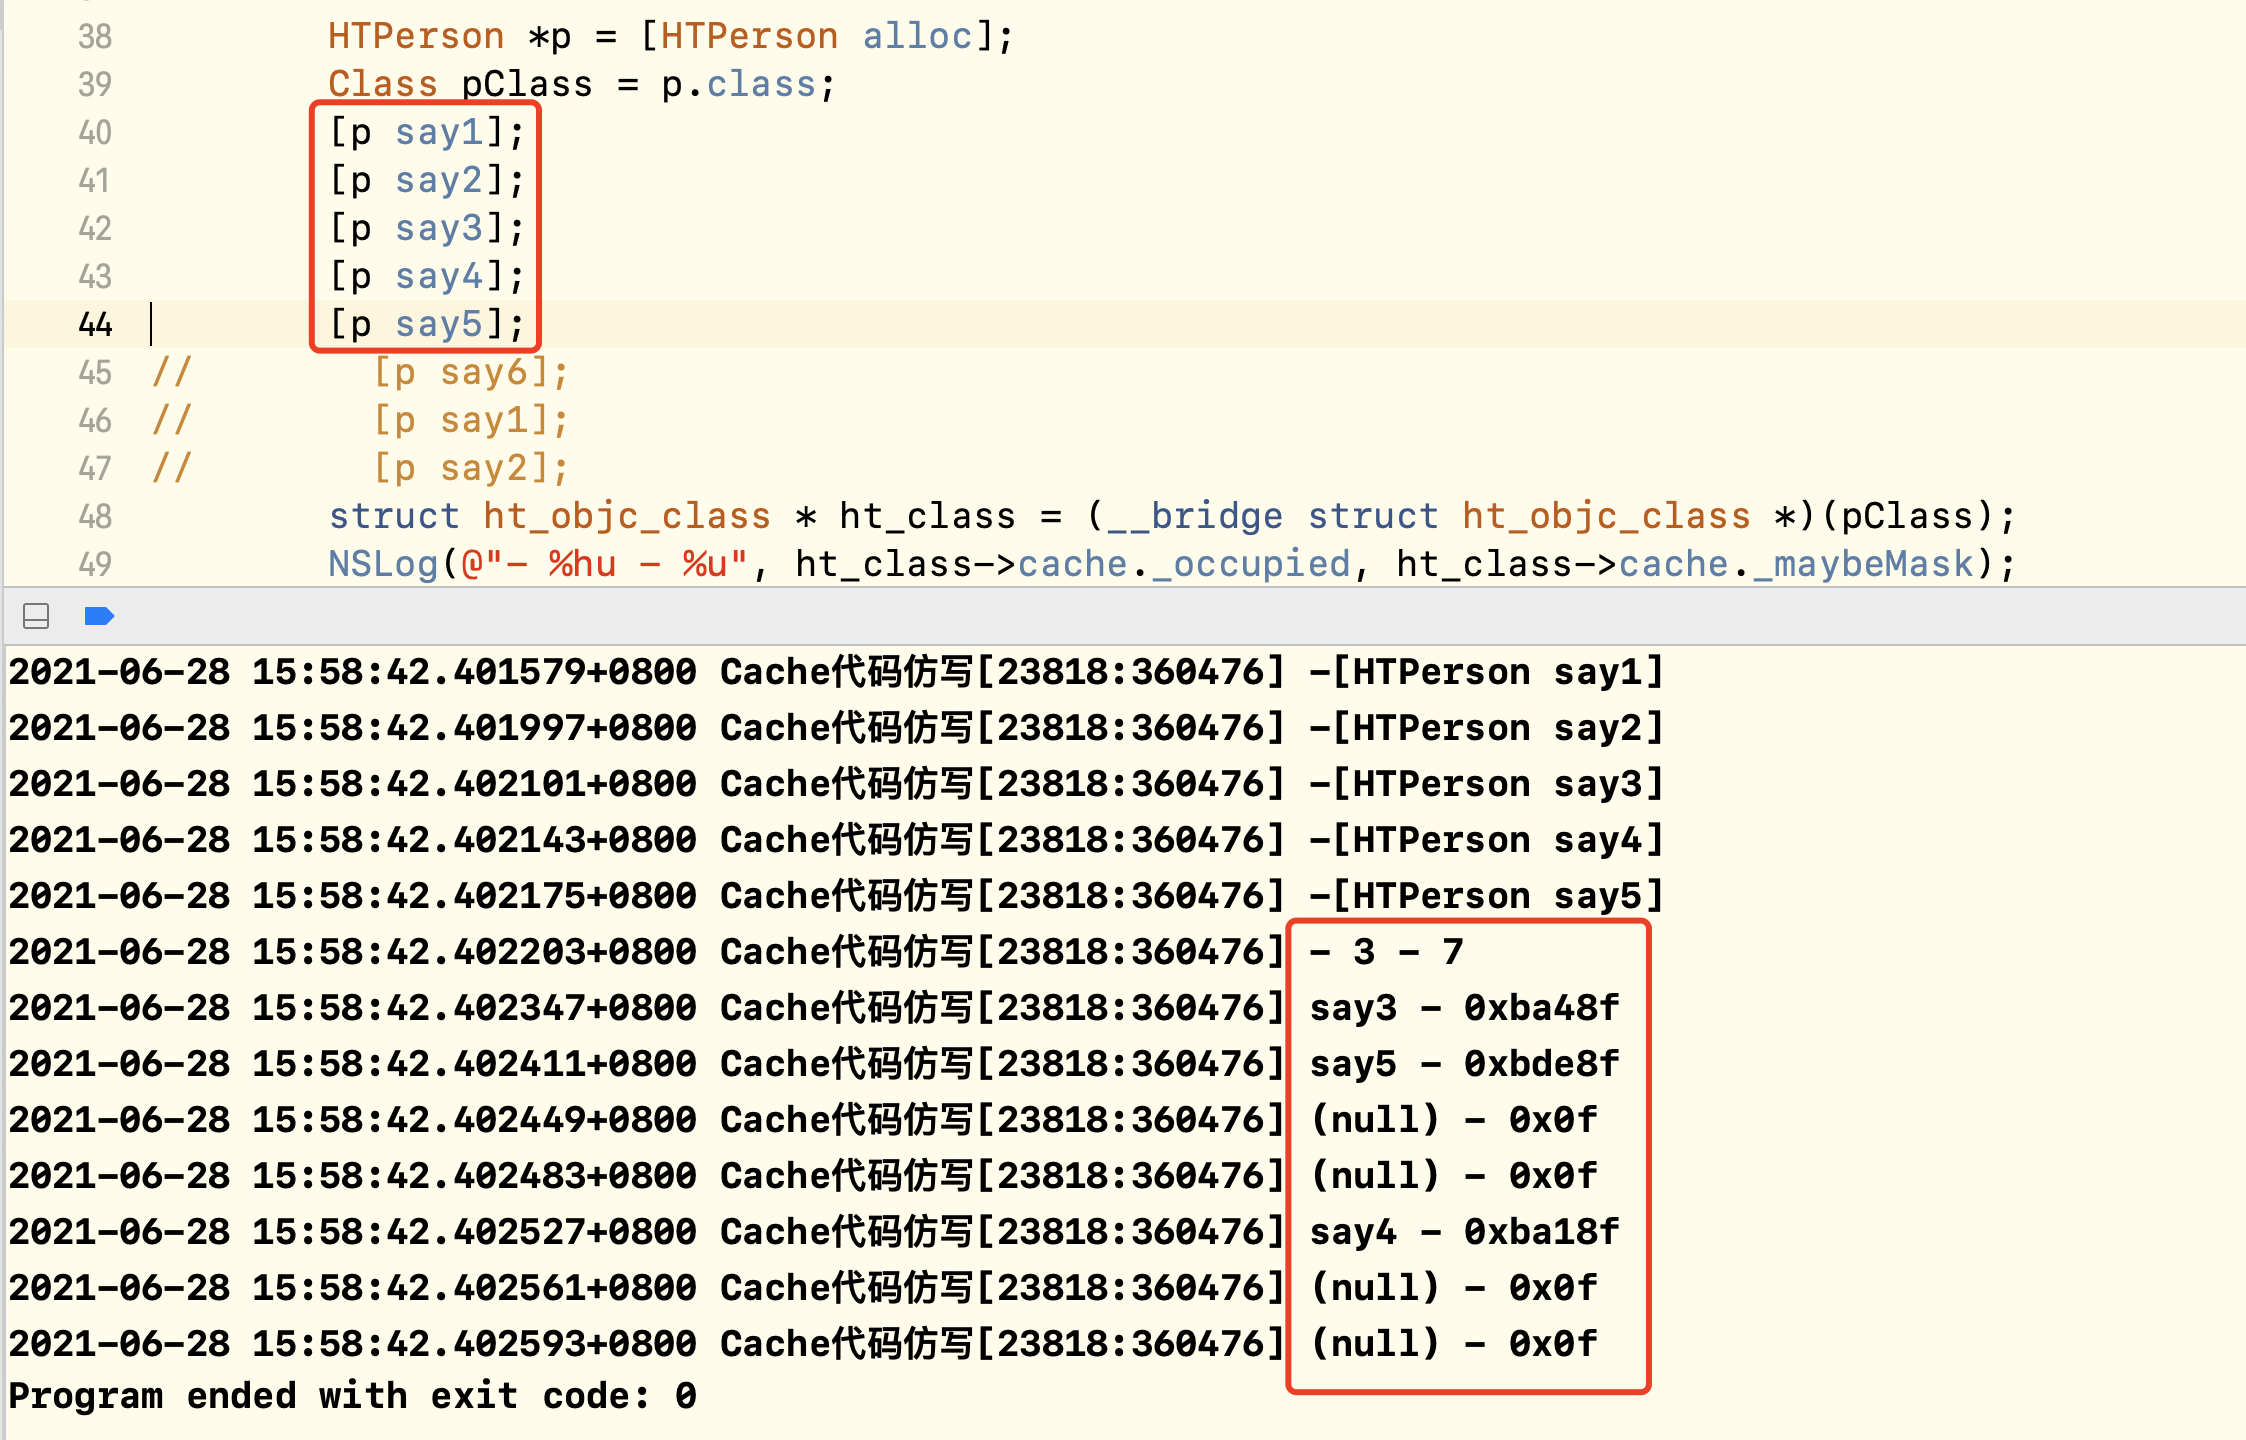 38 HTPerson *p = [HTPerson alloc];
39 Class pClass = p.class;
40 [p say1];
41 [p say2];
42 [p say3];
43 [p say4];
44 [p say5];
45 // [p say6];
46 // [p say1];
47 // [p say2];
48 struct ht_objc_class * ht_class = (__bridge struct ht_objc_class *)(pClass);
49 NSLog(@"- %hu - %u", ht_class->cache._occupied, ht_class->cache._maybeMask);
2021-06-28 15:58:42.401579+0800 Cache代码仿写[23818:360476] -[HTPerson say1]
2021-06-28 15:58:42.401997+0800 Cache代码仿写[23818:360476] -[HTPerson say2]
2021-06-28 15:58:42.402101+0800 Cache代码仿写[23818:360476] -[HTPerson say3]
2021-06-28 15:58:42.402143+0800 Cache代码仿写[23818:360476] -[HTPerson say4]
2021-06-28 15:58:42.402175+0800 Cache代码仿写[23818:360476] -[HTPerson say5]
2021-06-28 15:58:42.402203+0800 Cache代码仿写[23818:360476] - 3 - 7
2021-06-28 15:58:42.402347+0800 Cache代码仿写[23818:360476] say3 - 0xba48f
2021-06-28 15:58:42.402411+0800 Cache代码仿写[23818:360476] say5 - 0xbde8f
2021-06-28 15:58:42.402449+0800 Cache代码仿写[23818:360476] (null) - 0x0f
2021-06-28 15:58:42.402483+0800 Cache代码仿写[23818:360476] (null) - 0x0f
2021-06-28 15:58:42.402527+0800 Cache代码仿写[23818:360476] say4 - 0xba18f
2021-06-28 15:58:42.402561+0800 Cache代码仿写[23818:360476] (null) - 0x0f
2021-06-28 15:58:42.402593+0800 Cache代码仿写[23818:360476] (null) - 0x0f
Program ended with exit code: 0